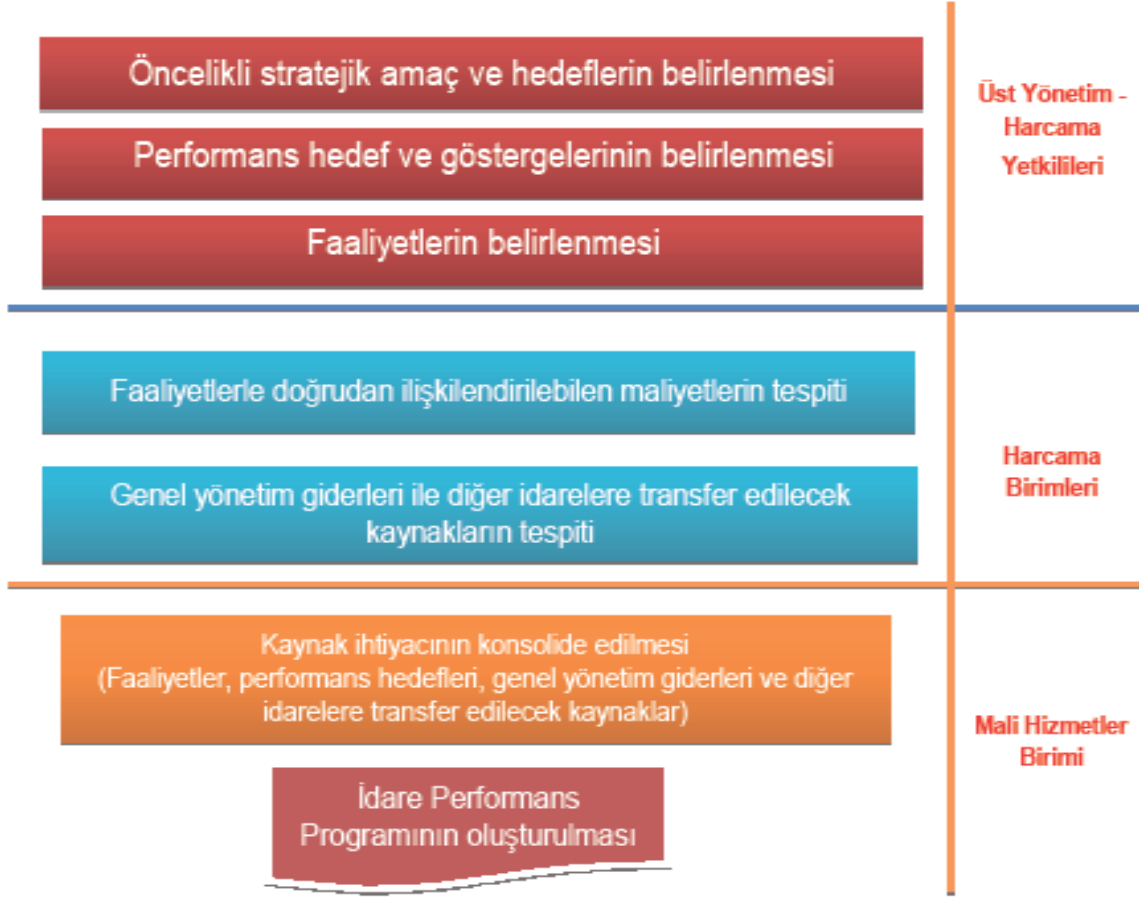 Öncelikli stratejik amaç ve hedeflerin belirlenmesi
Performans hedef ve göstergelerinin belirlenmesi
Faaliyetlerin belirlenmesi
Üst Yönetim -
Harcama
Yetkilileri
Faaliyetlerle doğrudan ilişkilendirilebilen maliyetlerin tespiti
Genel yönetim giderleri ile diğer idarelere transfer edilecek
kaynakların tespiti
Harcama
Birimleri
Kaynak ihtiyacının konsolide edilmesi
(Faaliyetler, performans hedefleri, genel yönetim giderleri ve diğer
idarelere transfer edilecek kaynaklar)
İdare Performans
Programının oluşturulması
Mali Hizmetler
Birimi